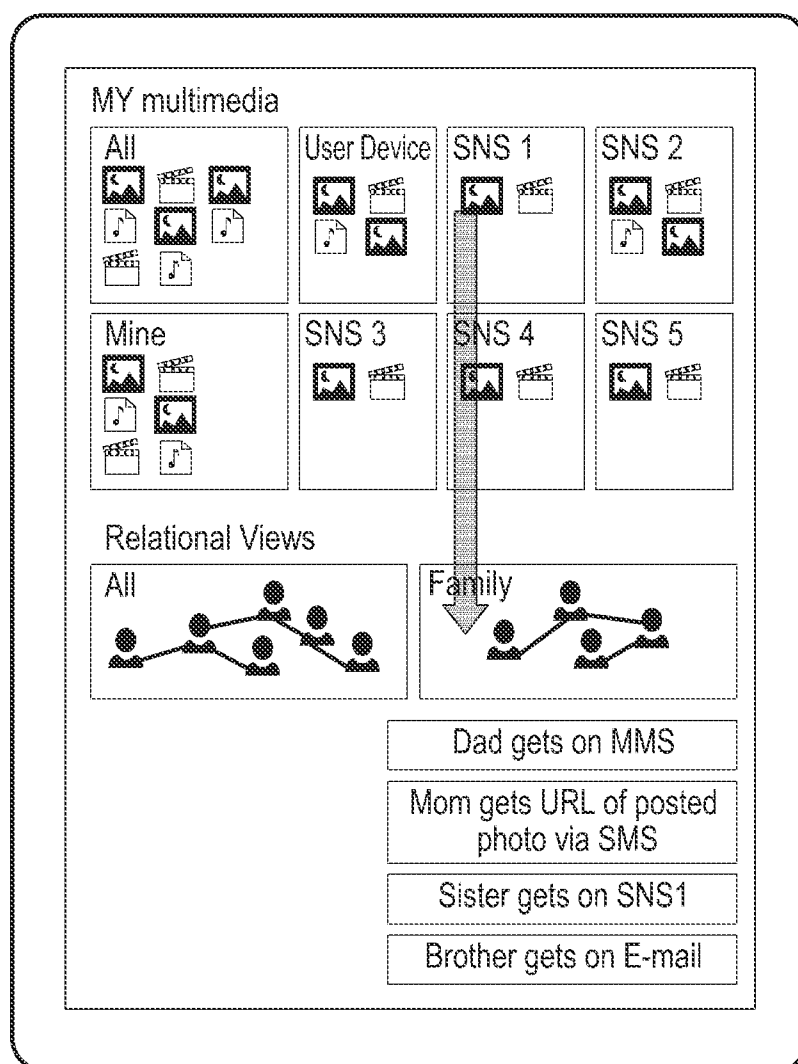 MY multimedia
All
User Device
SNS 1
SNS 2
Mine
SNS 3
SNS 4
SNS 5
Relational Views
All
Family
Dad gets on MMS
Mom gets URL of posted
photo via SMS
Sister gets on SNS1
Brother gets on E-mail